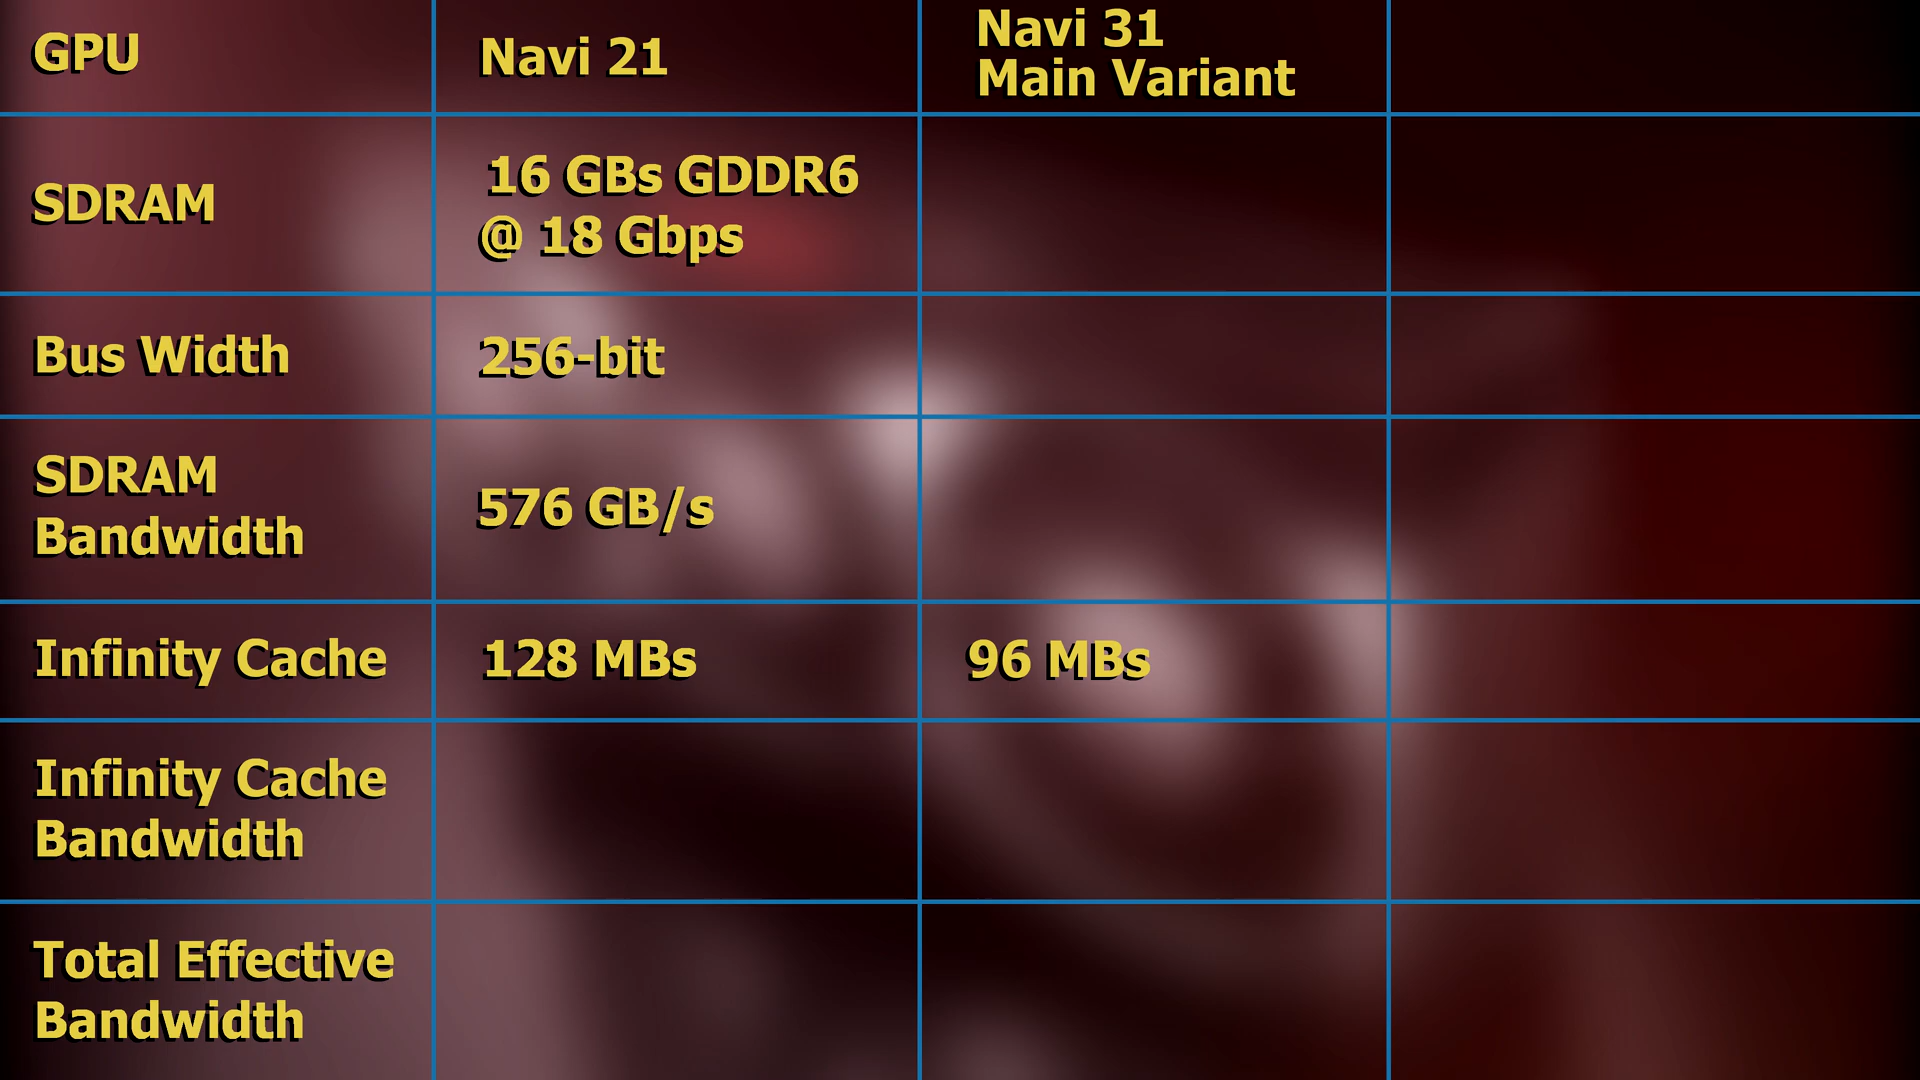 GPU
Navi 21
Navi 31
Main Variant
SDRAM
16 GBs GDDR6
@ 18 Gbps
Bus Width
256-bit
SDRAM
Bandwidth
576 GB/s
Infinity Cache
128 MBs
96 MBs
Infinity Cache
Bandwidth
Total Effective
Bandwidth